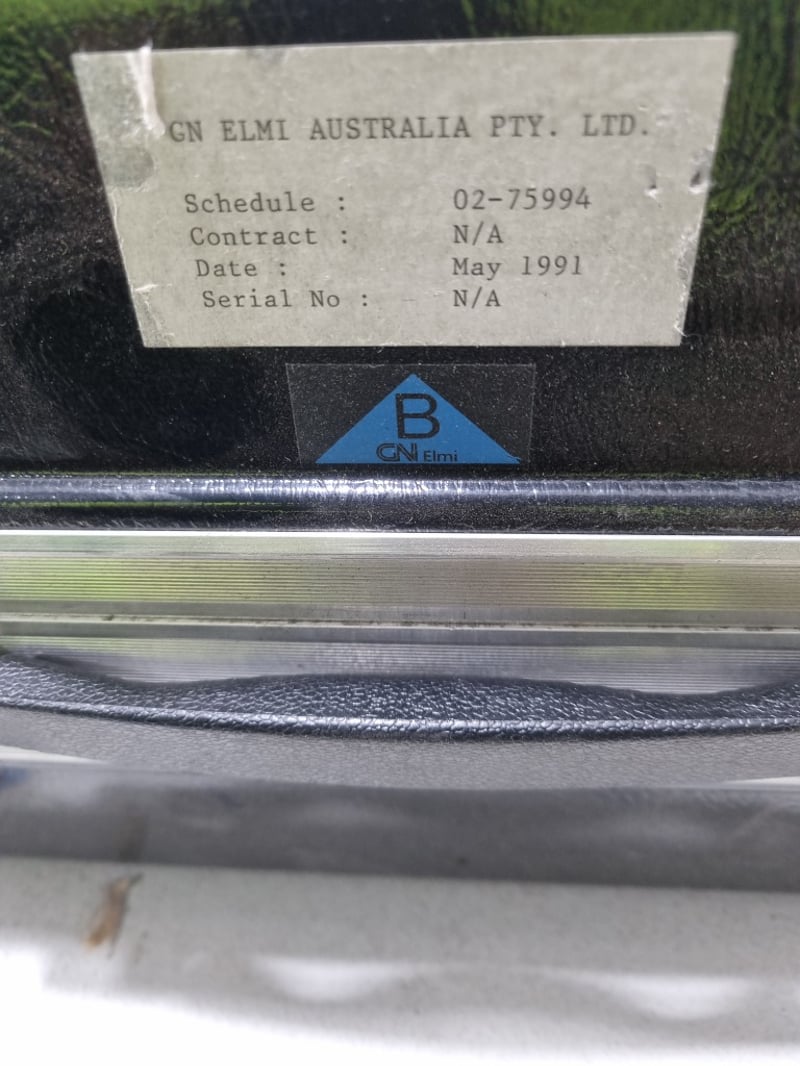 GN ELMI AUSTRALIA PTY. LTD.
Schedule : 02-75994
Contract : N/A
Date : May 1991
Serial No : N/A
B
GN Elmi